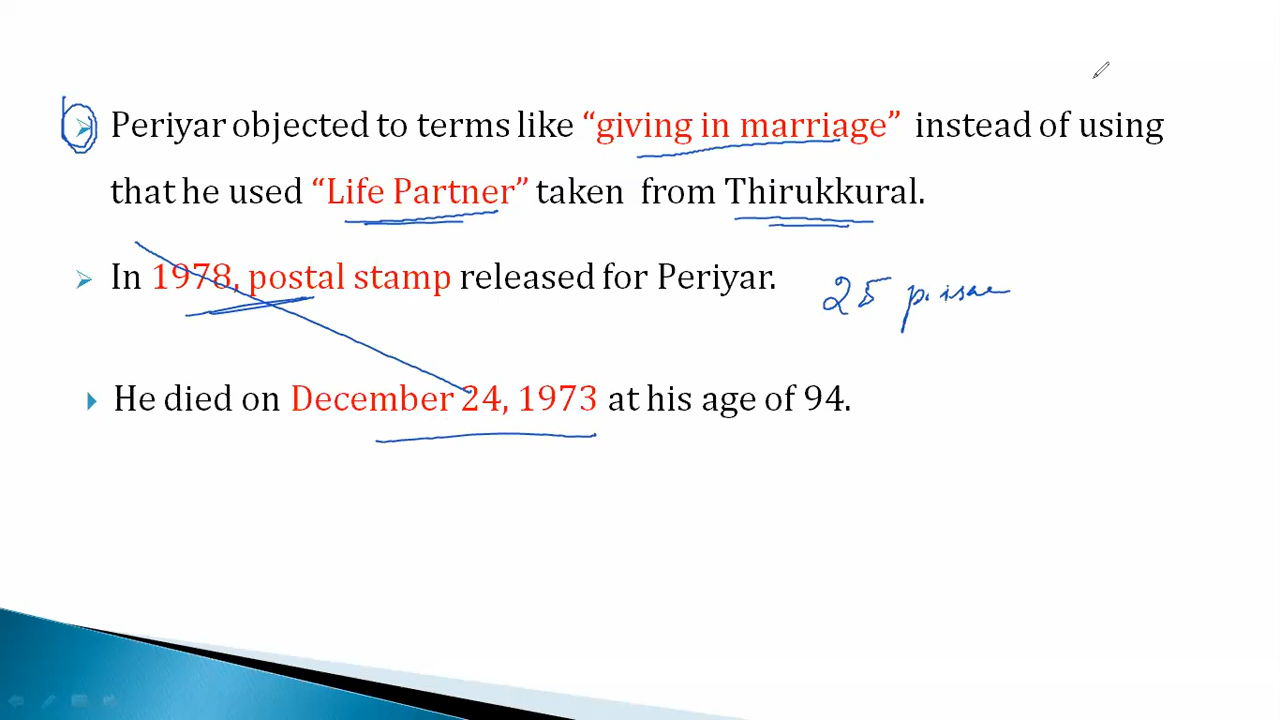 Periyar objected to terms like “giving in marriage” instead of using
that he used “Life Partner” taken from Thirukkural.
In 1978, postal stamp released for Periyar. 25
He died on December 24, 1973 at his age of 94.